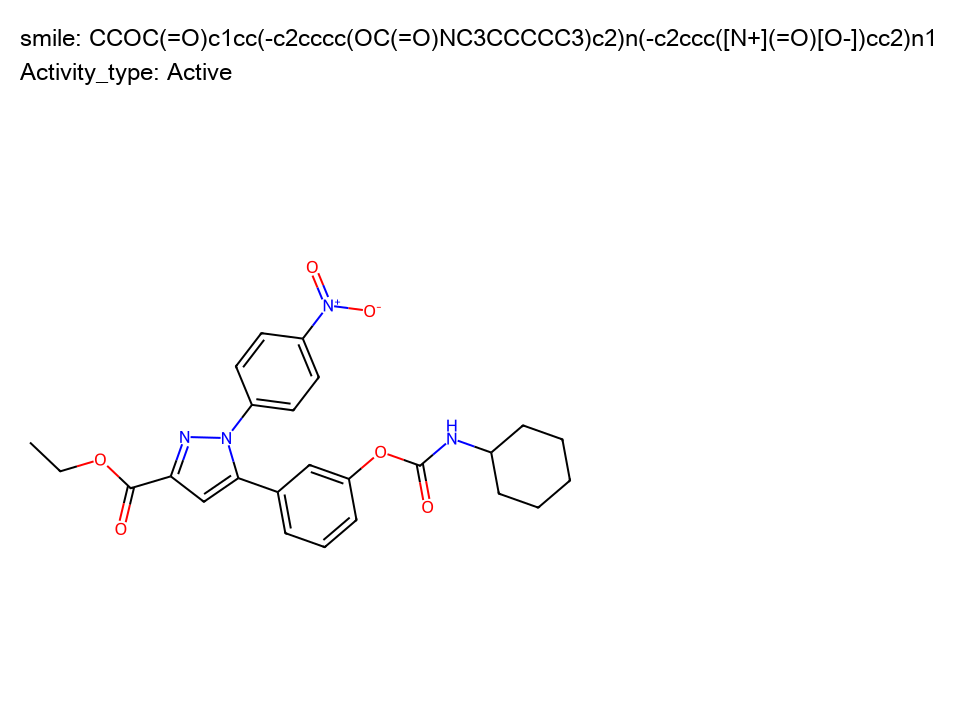 smile: CCOC(=O)c1cc(-c2cccc(OC(=O)NC3CCCCC3)c2)n(-c2ccc([N+](=O)[O-])cc2)n1
Activity_type: Active
O
N+
O-
H
N
N
N
O
O
O
O